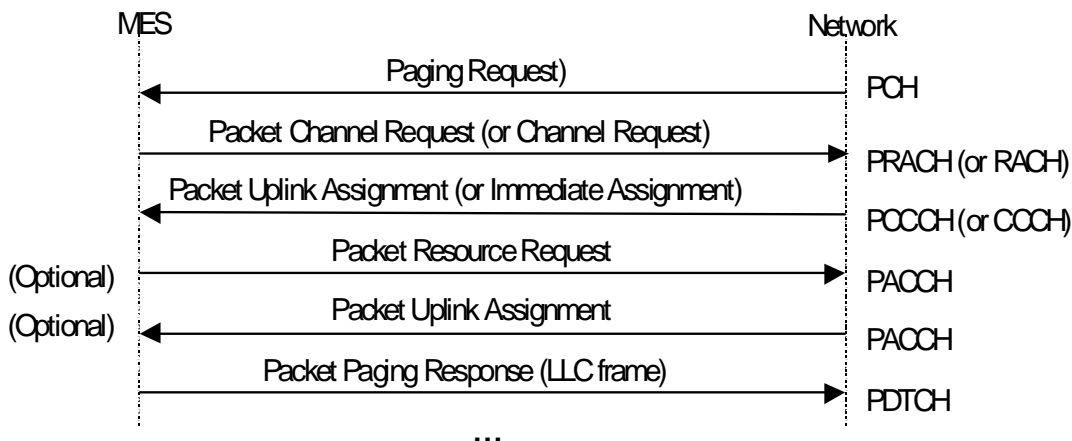 MES
Network
Paging Request)
PCH
Packet Channel Request (or Channel Request)
PRACH (or RACH)
Packet Uplink Assignment (or Immediate Assignment)
PCCCH (or CCCH)
Packet Resource Request
(Optional)
PACCH
Packet Uplink Assignment
(Optional)
PACCH
Packet Paging Response (LLC frame)
PDTCH
...